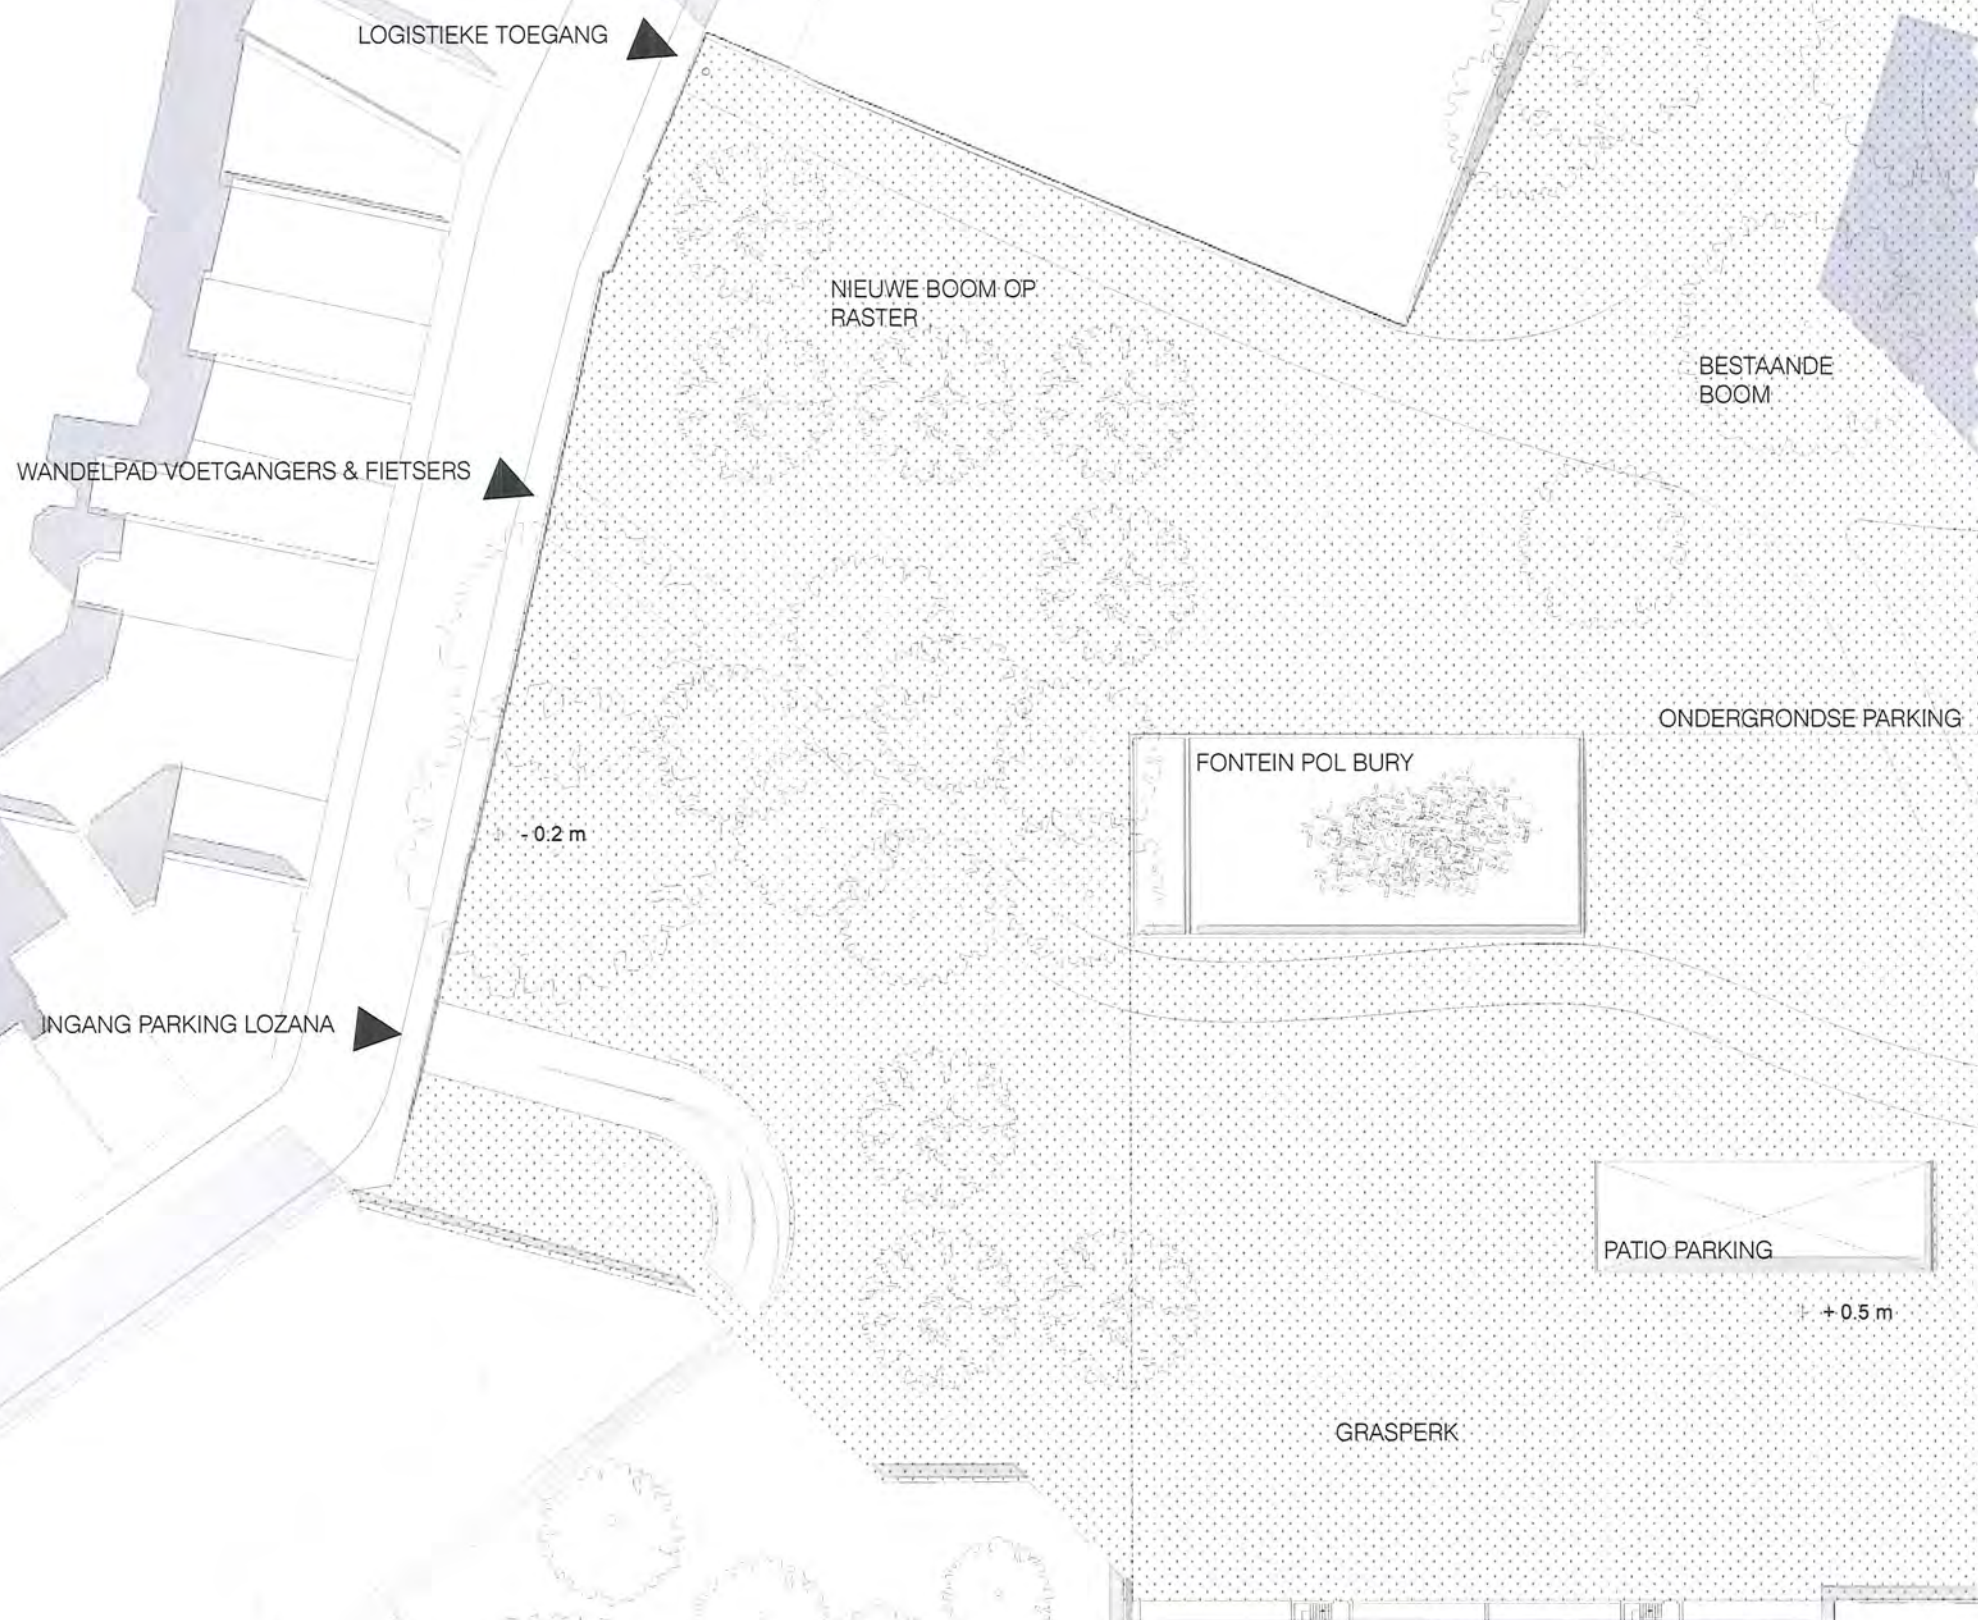 LOGISTIEKE TOEGANG
NIEUWE BOOM OP
RASTER
BESTAANDE
BOOM
WANDELPAD VOETGANGERS & FIETSERS
ONDERGRONDSE PARKING
FONTEIN POL BURY
- 0.2 m
INGANG PARKING LOZANA
PATIO PARKING
+ 0.5 m
GRASPERK